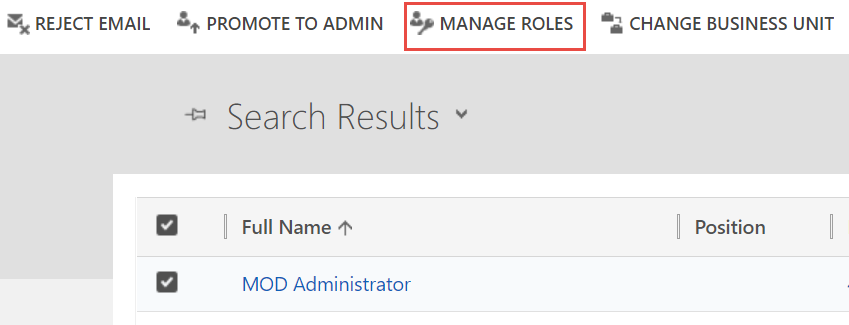 REJECT EMAIL PROMOTE TO ADMIN MANAGE ROLES CHANGE BUSINESS UNIT
Search Results
Full Name Position
MOD Administrator